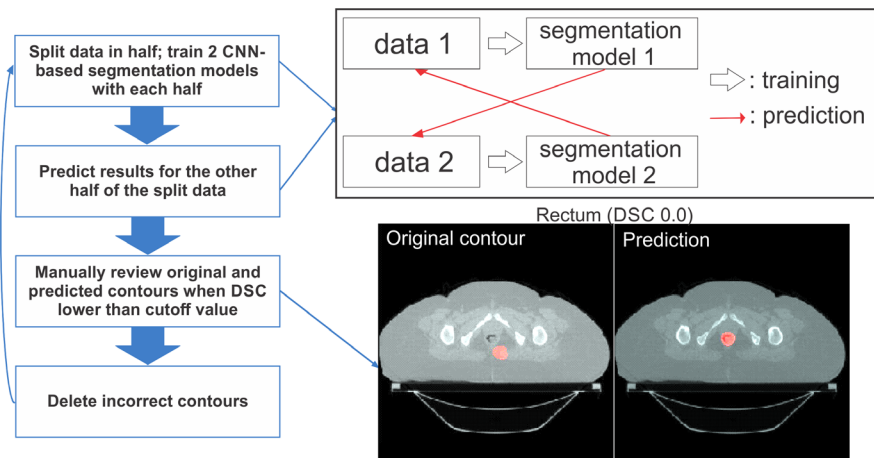 Split data in half; train 2 CNN-
based segmentation models
with each half
Predict results for the other
half of the split data
Manually review original and
predicted contours when DSC
lower than cutoff value
Delete incorrect contours
data 1
segmentation
model 1
data 2
segmentation
model 2
: training
: prediction
Rectum (DSC 0.0)
Original contour
Prediction